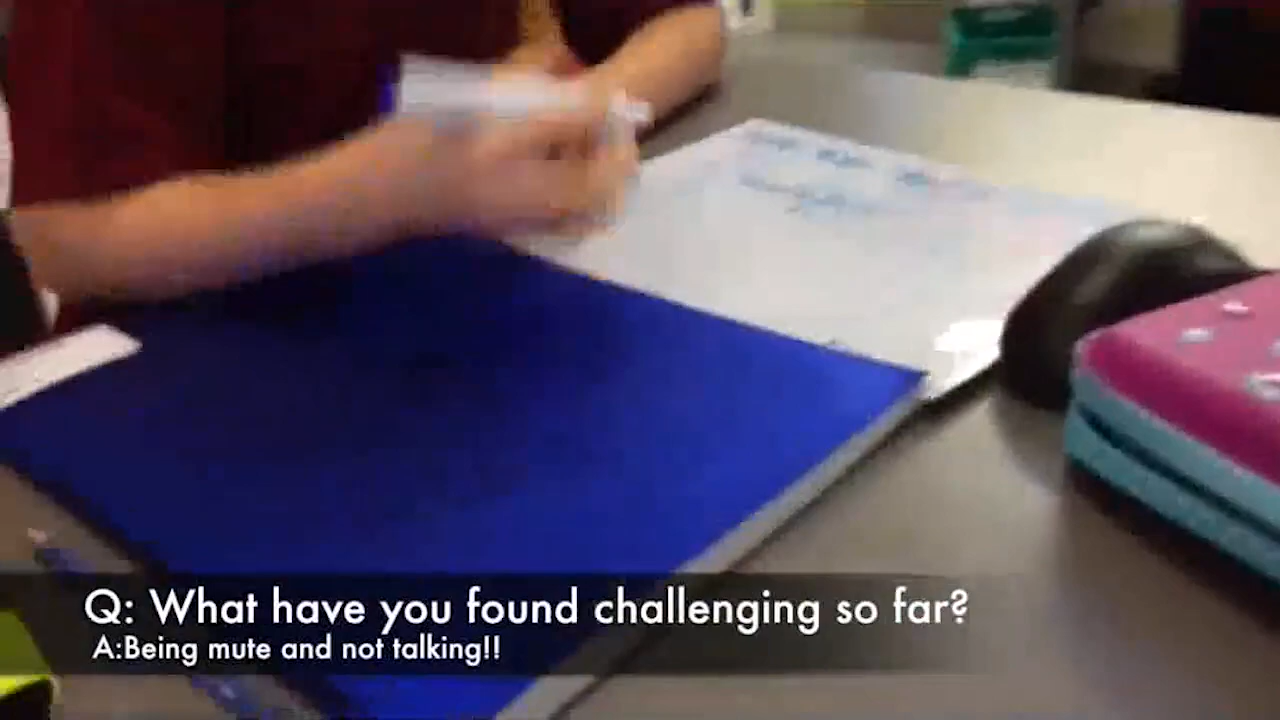 Q: What have you found challenging so far?
A:Being mute and not talking!!